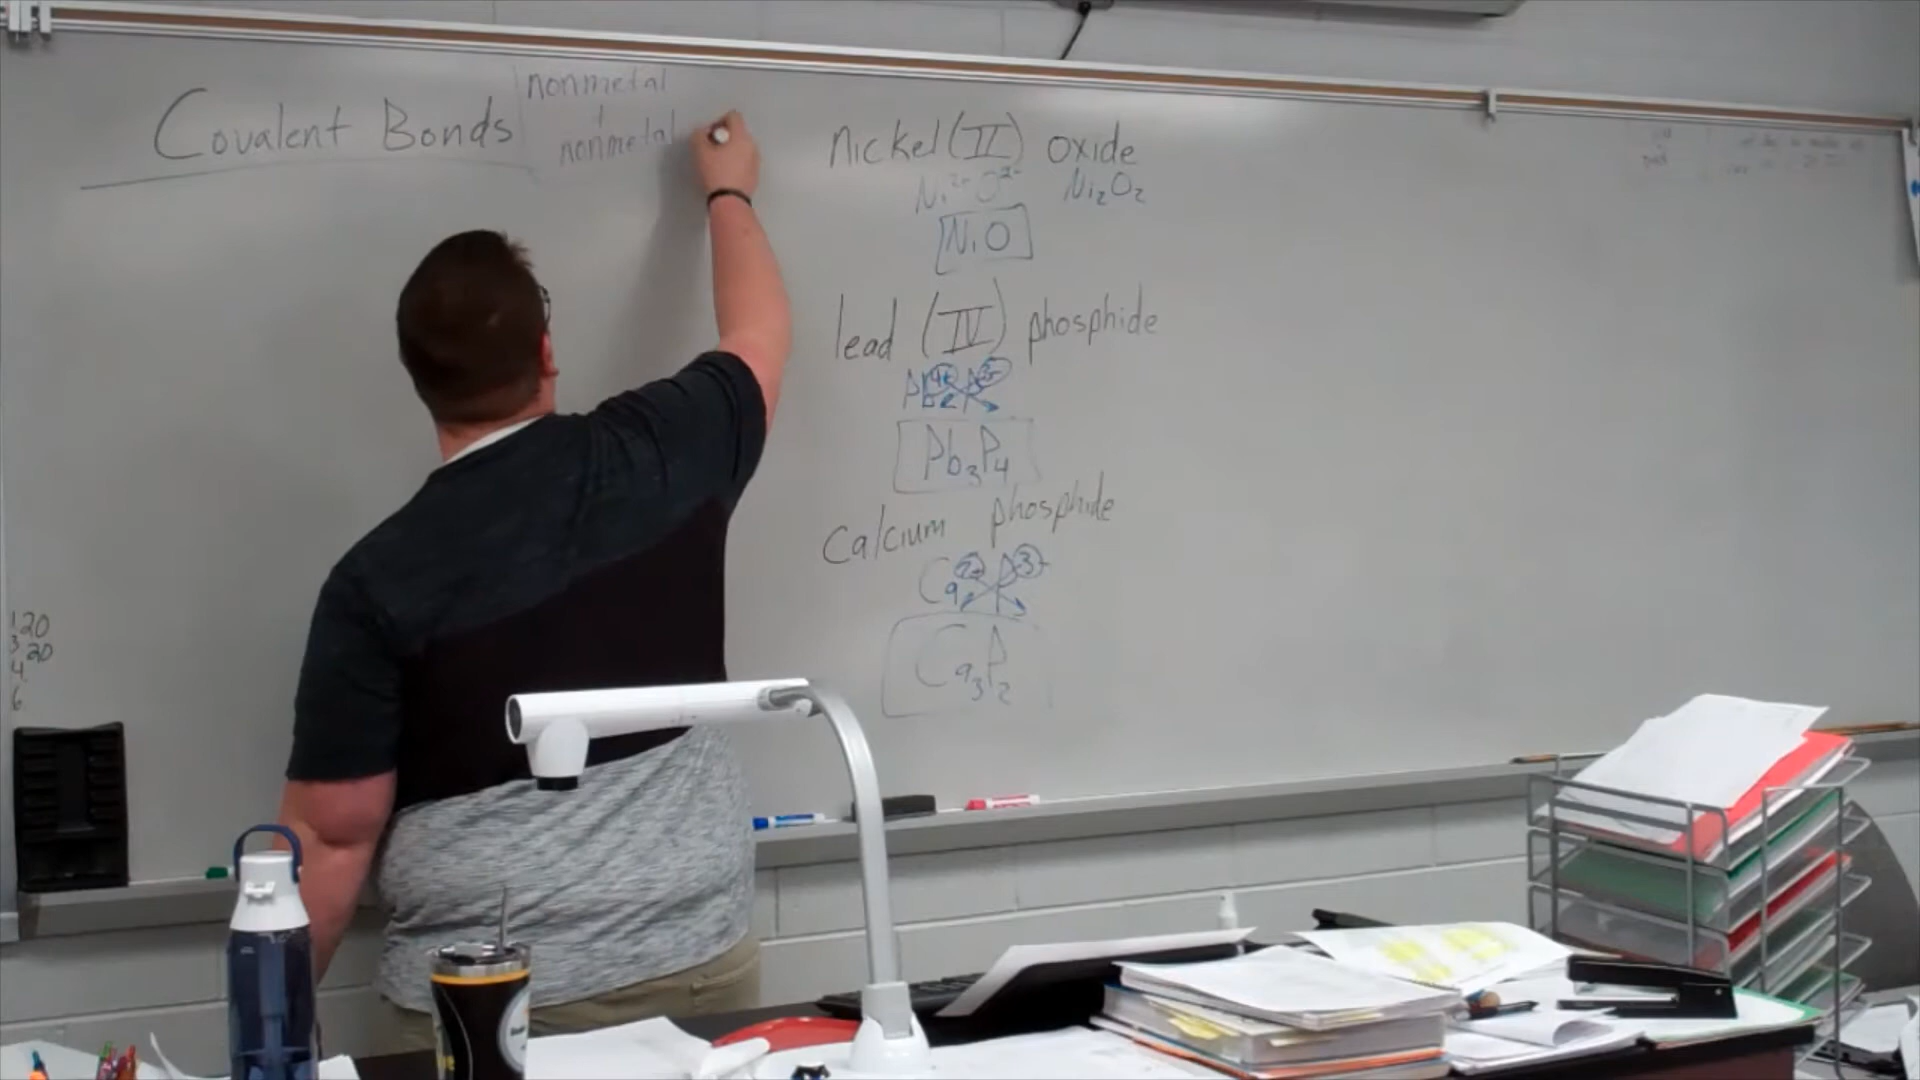 Covalent Bonds
nonmetal
+
nonmetal
nickel (II) oxide
Ni²⁺ O²⁻ Ni₂O₂
NiO
lead (IV) phosphide
Pb⁴⁺ P³⁻
Pb₃P₄
Calcium phosphide
Ca²⁺ P³⁻
Ca₃P₂
1 20
3 20
4
6